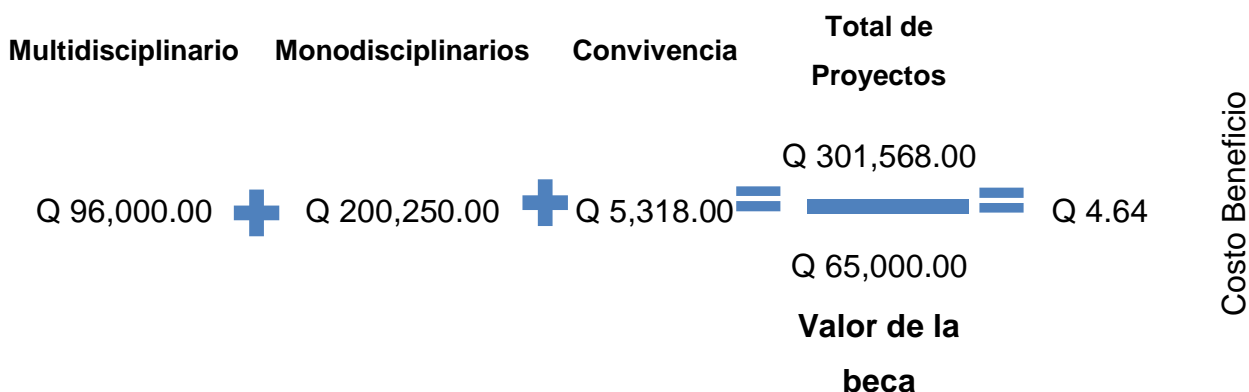 Multidisciplinario Monodisciplinarios Convivencia Total de
Proyectos
Q 96,000.00 + Q 200,250.00 + Q 5,318.00 = Q 301,568.00
Q 65,000.00
= Q 4.64
Valor de la
beca
Costo Beneficio